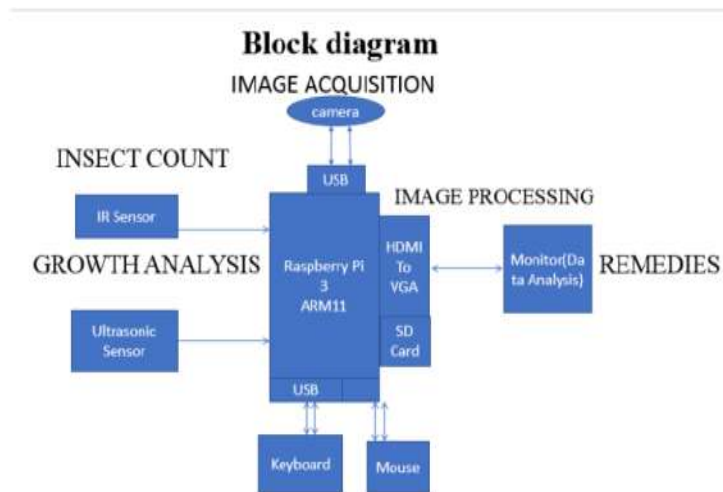 Block diagram
IMAGE ACQUISITION
camera
INSECT COUNT
USB
IMAGE PROCESSING
IR Sensor
GROWTH ANALYSIS
Raspberry Pi
3
ARM11
HDMI
To
VGA
Monitor(Da
ta Analysis)
REMEDIES
Ultrasonic
Sensor
SD
Card
USB
Keyboard
Mouse